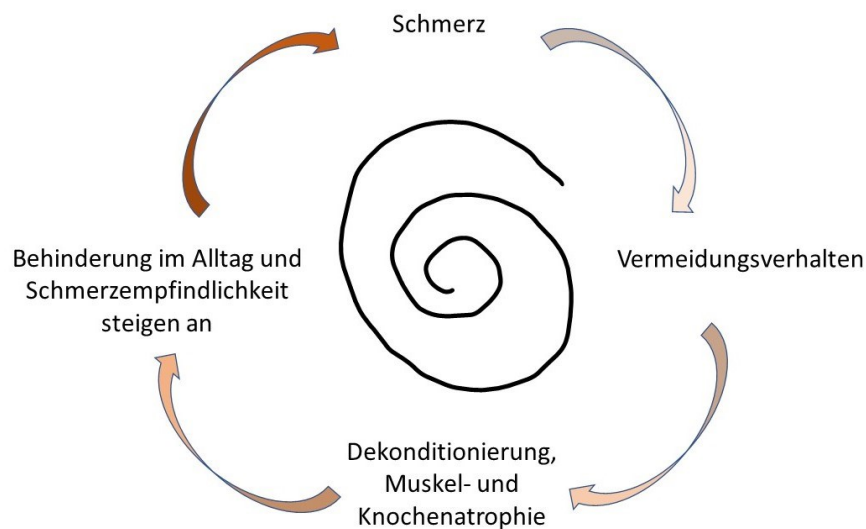 Schmerz
Vermeidungsverhalten
Dekonditionierung,
Muskel- und
Knochenatrophie
Behinderung im Alltag und
Schmerzempfindlichkeit
steigen an